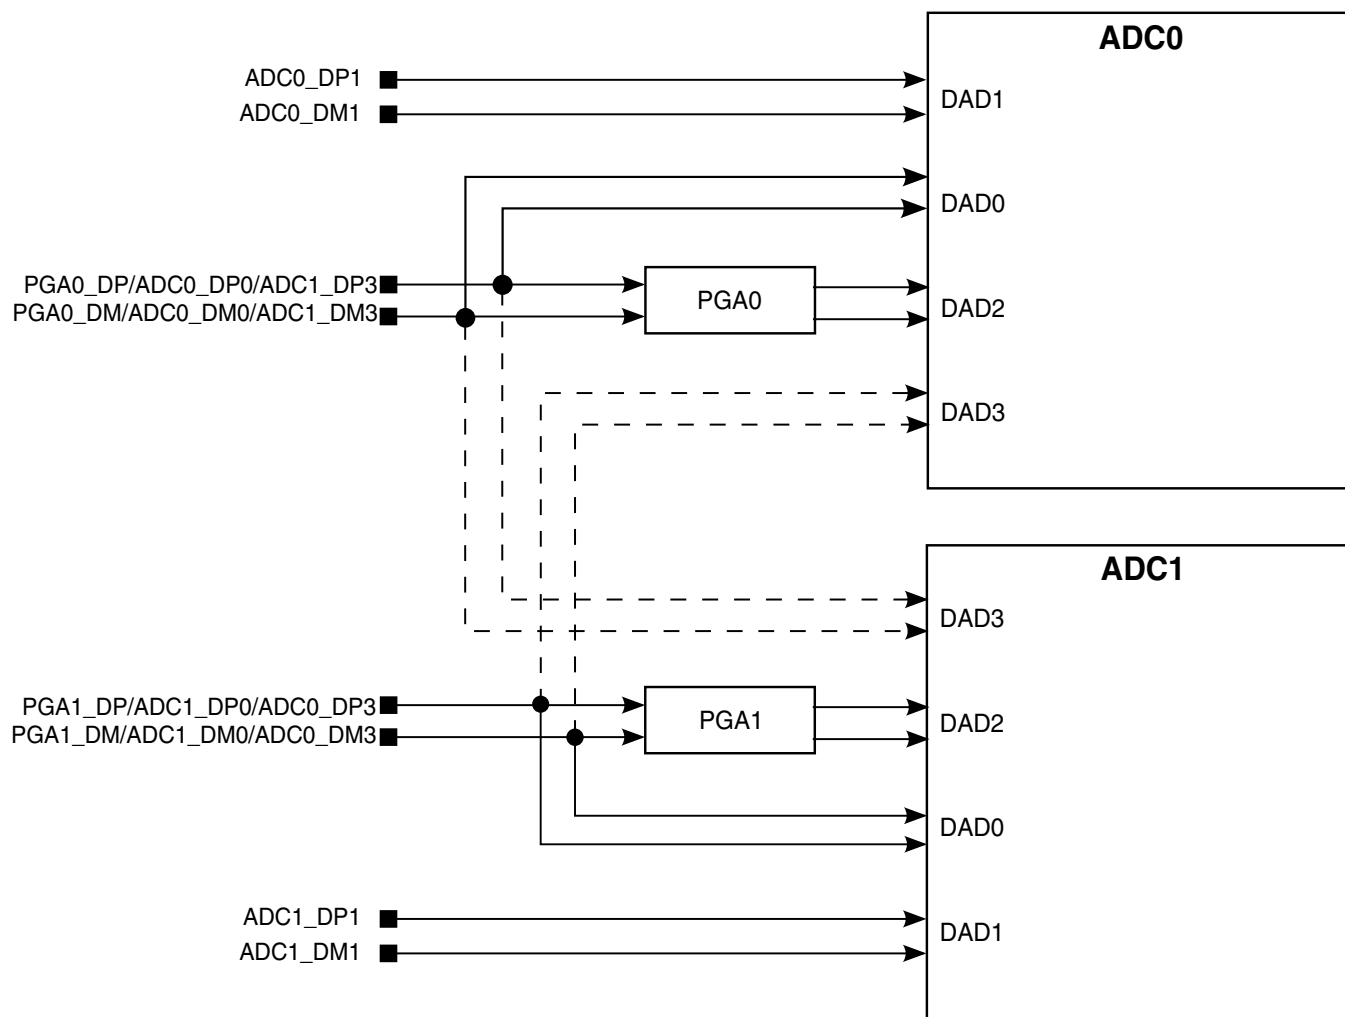 ADC0
ADC0_DP1
ADC0_DM1
DAD1
DAD0
PGA0_DP/ADC0_DP0/ADC1_DP3
PGA0_DM/ADC0_DM0/ADC1_DM3
PGA0
DAD2
DAD3
ADC1
DAD3
PGA1_DP/ADC1_DP0/ADC0_DP3
PGA1_DM/ADC1_DM0/ADC0_DM3
PGA1
DAD2
DAD0
ADC1_DP1
ADC1_DM1
DAD1